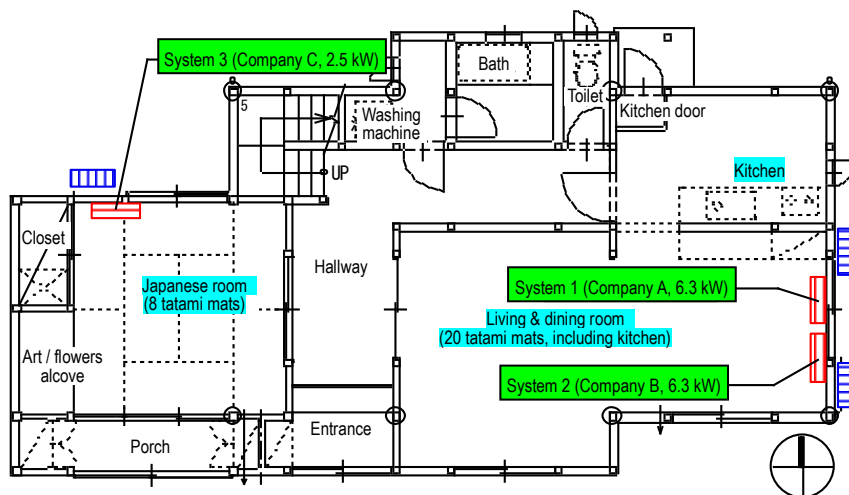 System 3 (Company C, 2.5 kW)
Bath
Toilet
Kitchen door
5
Washing
machine
UP
Kitchen
Closet
Hallway
Japanese room
(8 tatami mats)
System 1 (Company A, 6.3 kW)
Living & dining room
(20 tatami mats, including kitchen)
Art / flowers
alcove
System 2 (Company B, 6.3 kW)
Entrance
Porch